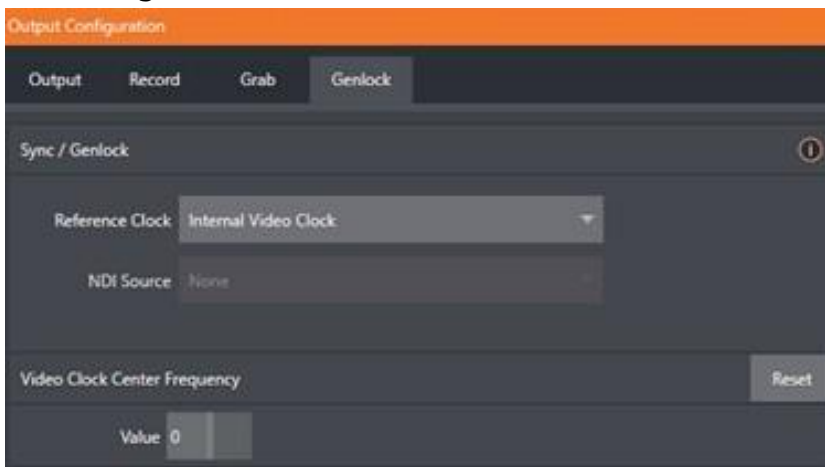 Output Configuration
Output Record Grab Genlock
Sync / Genlock
Reference Clock Internal Video Clock
NDI Source None
Video Clock Center Frequency Reset
Value 0